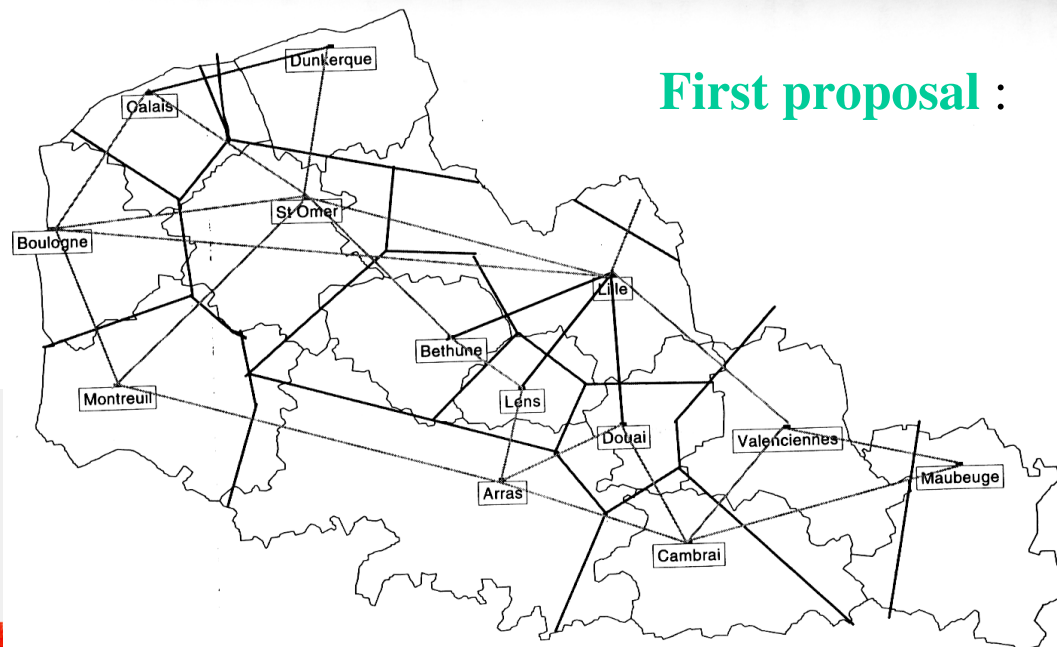 Dunkerque
First proposal :
Calais
St Omer
Boulogne
Lille
Bethune
Montreuil
Lens
Douai
Valenciennes
Maubeuge
Arras
Cambrai